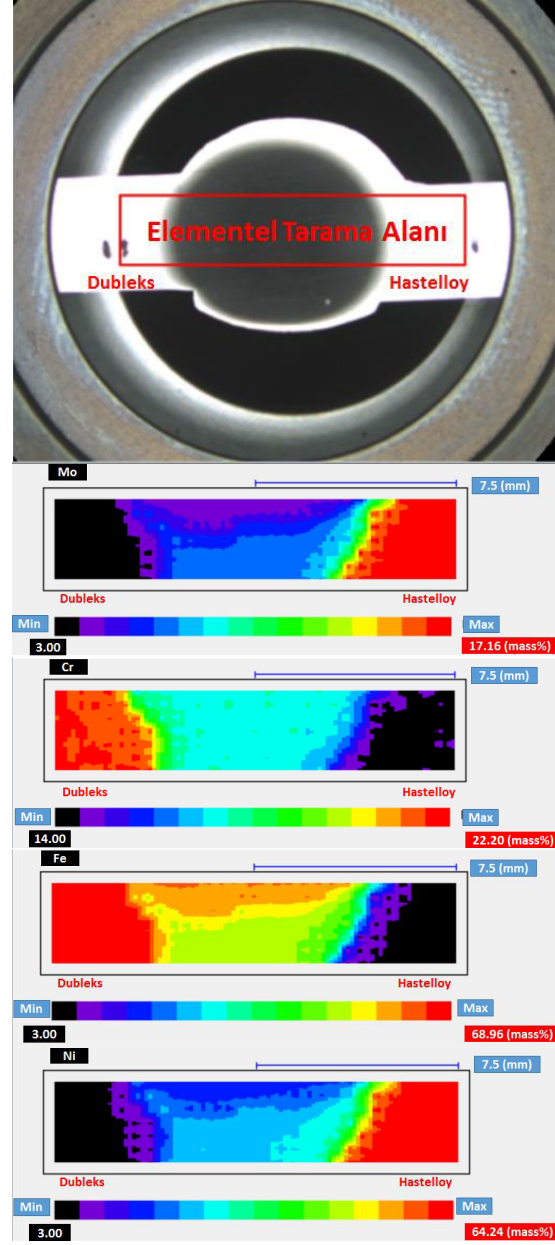 Elementel Tarama Alanı
Dubleks Hastelloy
Mo
7.5 (mm)
Dubleks Hastelloy
Min Max
3.00 17.16 (mass%)
Cr
7.5 (mm)
Dubleks Hastelloy
Min Max
14.00 22.20 (mass%)
Fe
7.5 (mm)
Dubleks Hastelloy
Min Max
3.00 68.96 (mass%)
Ni
7.5 (mm)
Dubleks Hastelloy
Min Max
3.00 64.24 (mass%)